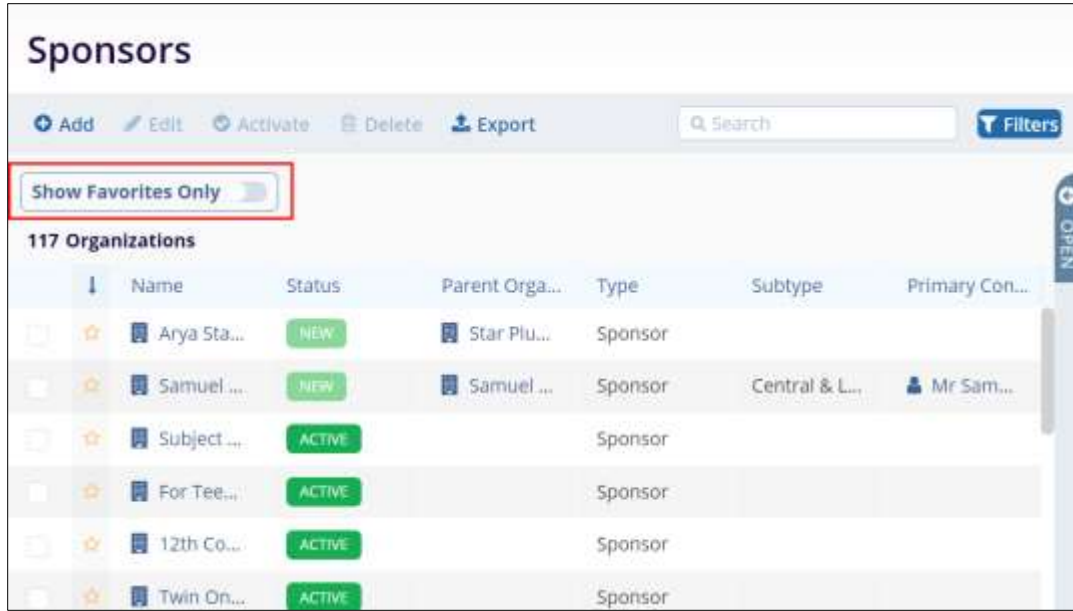 Sponsors
Add Edit Activate Delete Export Search Filters
Show Favorites Only
OPEN
117 Organizations
Name Status Parent Orga... Type Subtype Primary Con...
Arya Sta... NEW Star Plu... Sponsor
Samuel ... NEW Samuel ... Sponsor Central & L... Mr Sam...
Subject ... ACTIVE Sponsor
For Tee... ACTIVE Sponsor
12th Co... ACTIVE Sponsor
Twin On... ACTIVE Sponsor